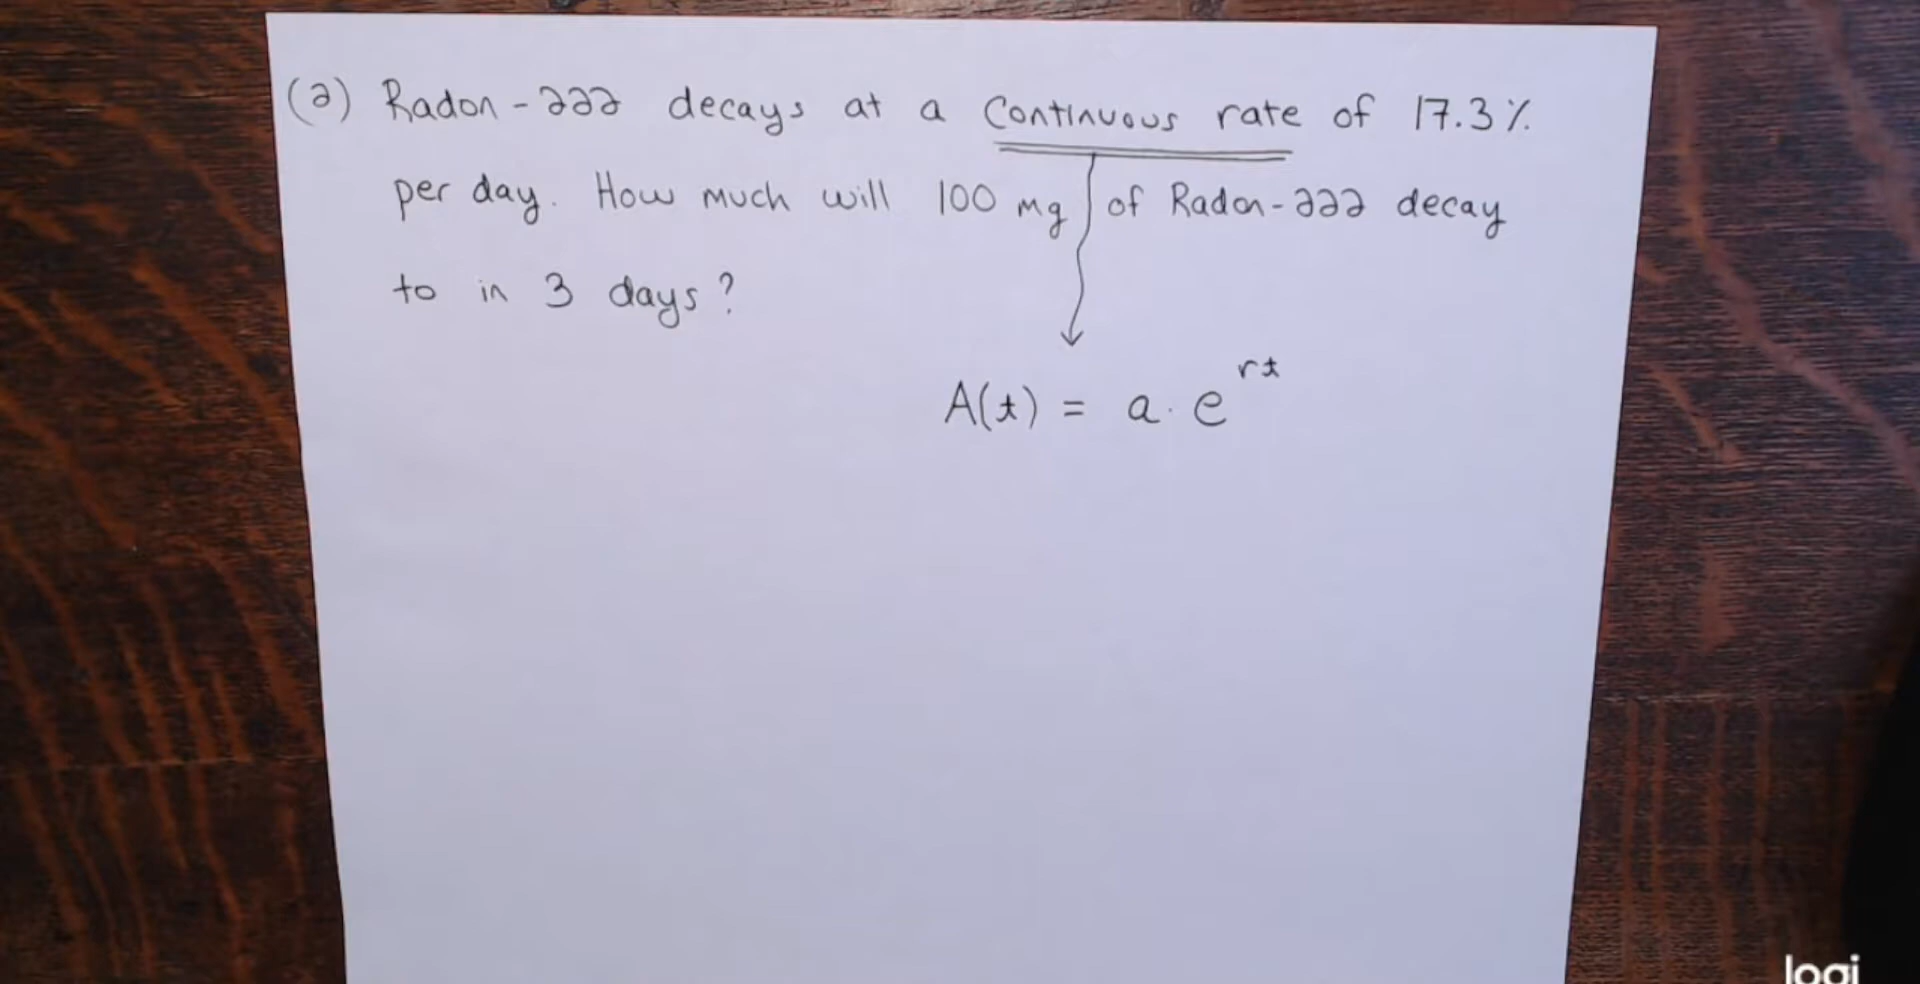 (a) Radon-222 decays at a continuous rate of 17.3%
per day. How much will 100 mg of Radon-222 decay
to in 3 days?
A(t) = a · e^{rt}
logi